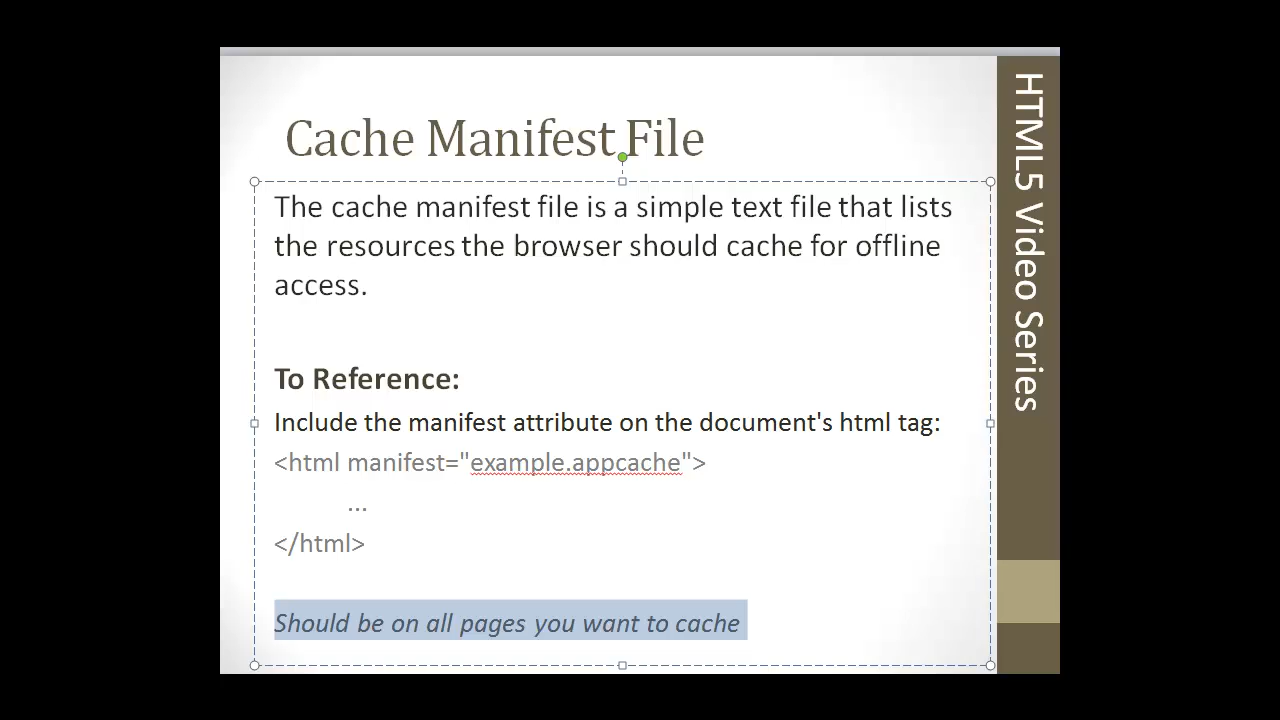 Cache Manifest File
The cache manifest file is a simple text file that lists
the resources the browser should cache for offline
access.
To Reference:
Include the manifest attribute on the document's html tag:
<html manifest="example.appcache">
...
</html>
Should be on all pages you want to cache
HTML5 Video Series